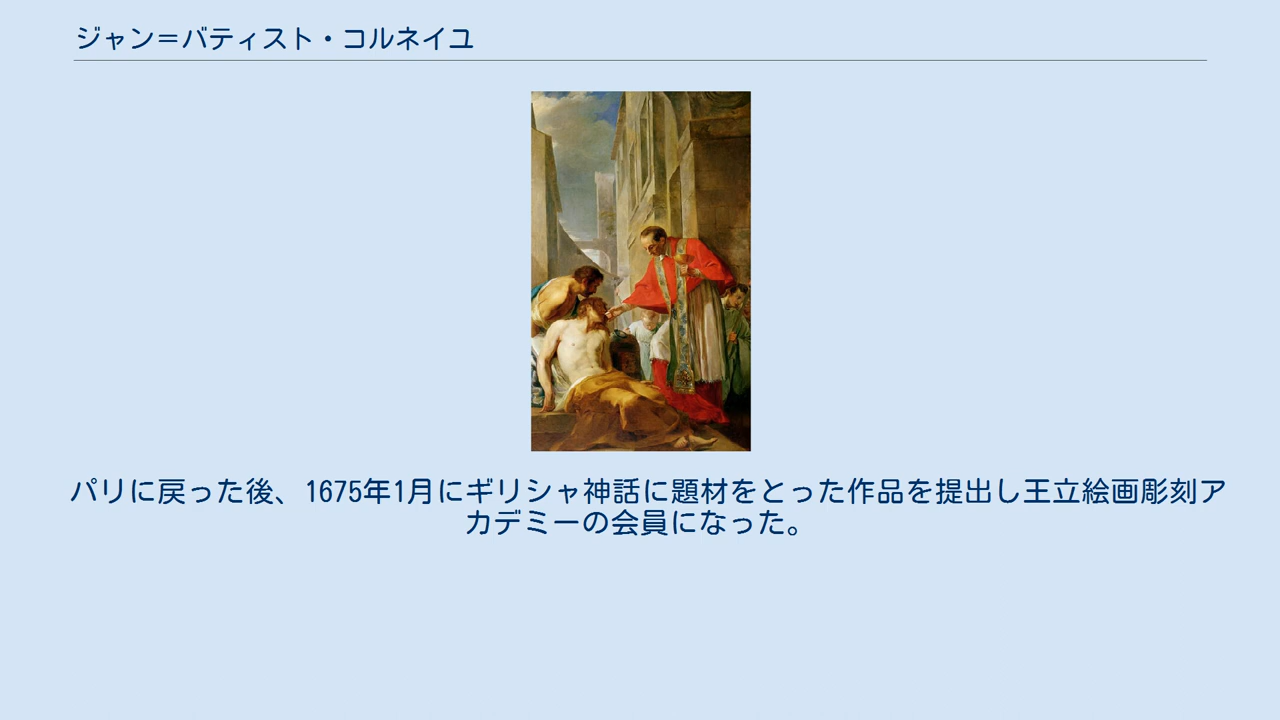 ジャン＝バティスト・コルネイユ
パリに戻った後、1675年1月にギリシャ神話に題材をとった作品を提出し王立絵画彫刻ア
カデミーの会員になった。